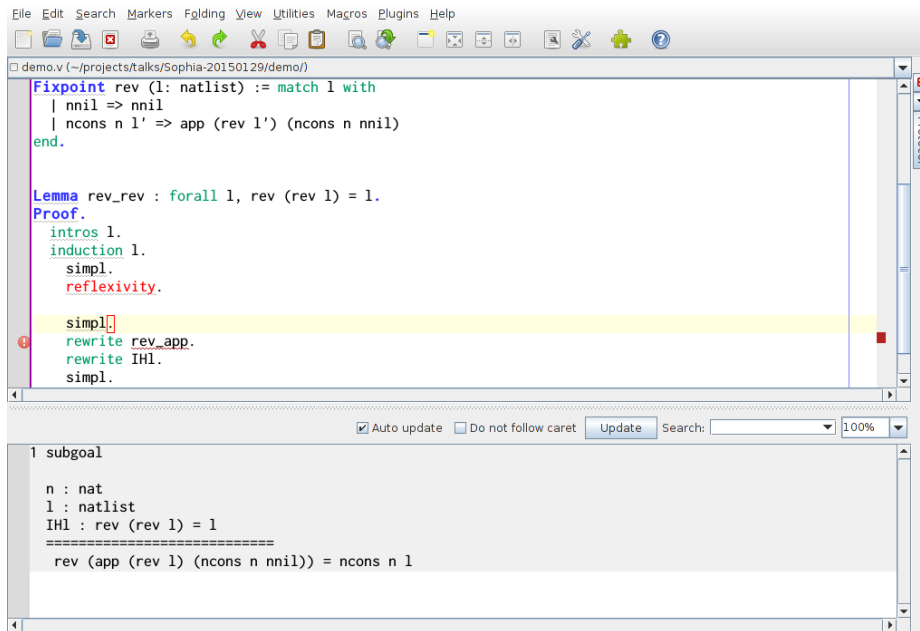 File Edit Search Markers Folding View Utilities Macros Plugins Help
demo.v (~/projects/talks/Sophia-20150129/demo/)
Fixpoint rev (l: natlist) := match l with
| nnil => nnil
| ncons n l' => app (rev l') (ncons n nnil)
end.
Lemma rev_rev : forall l, rev (rev l) = l.
Proof.
intros l.
induction l.
simpl.
reflexivity.
simpl.
rewrite rev_app.
rewrite IHl.
simpl.
Auto update Do not follow caret Update Search: 100%
1 subgoal
n : nat
l : natlist
IHl : rev (rev l) = l
============================
rev (app (rev l) (ncons n nnil)) = ncons n l